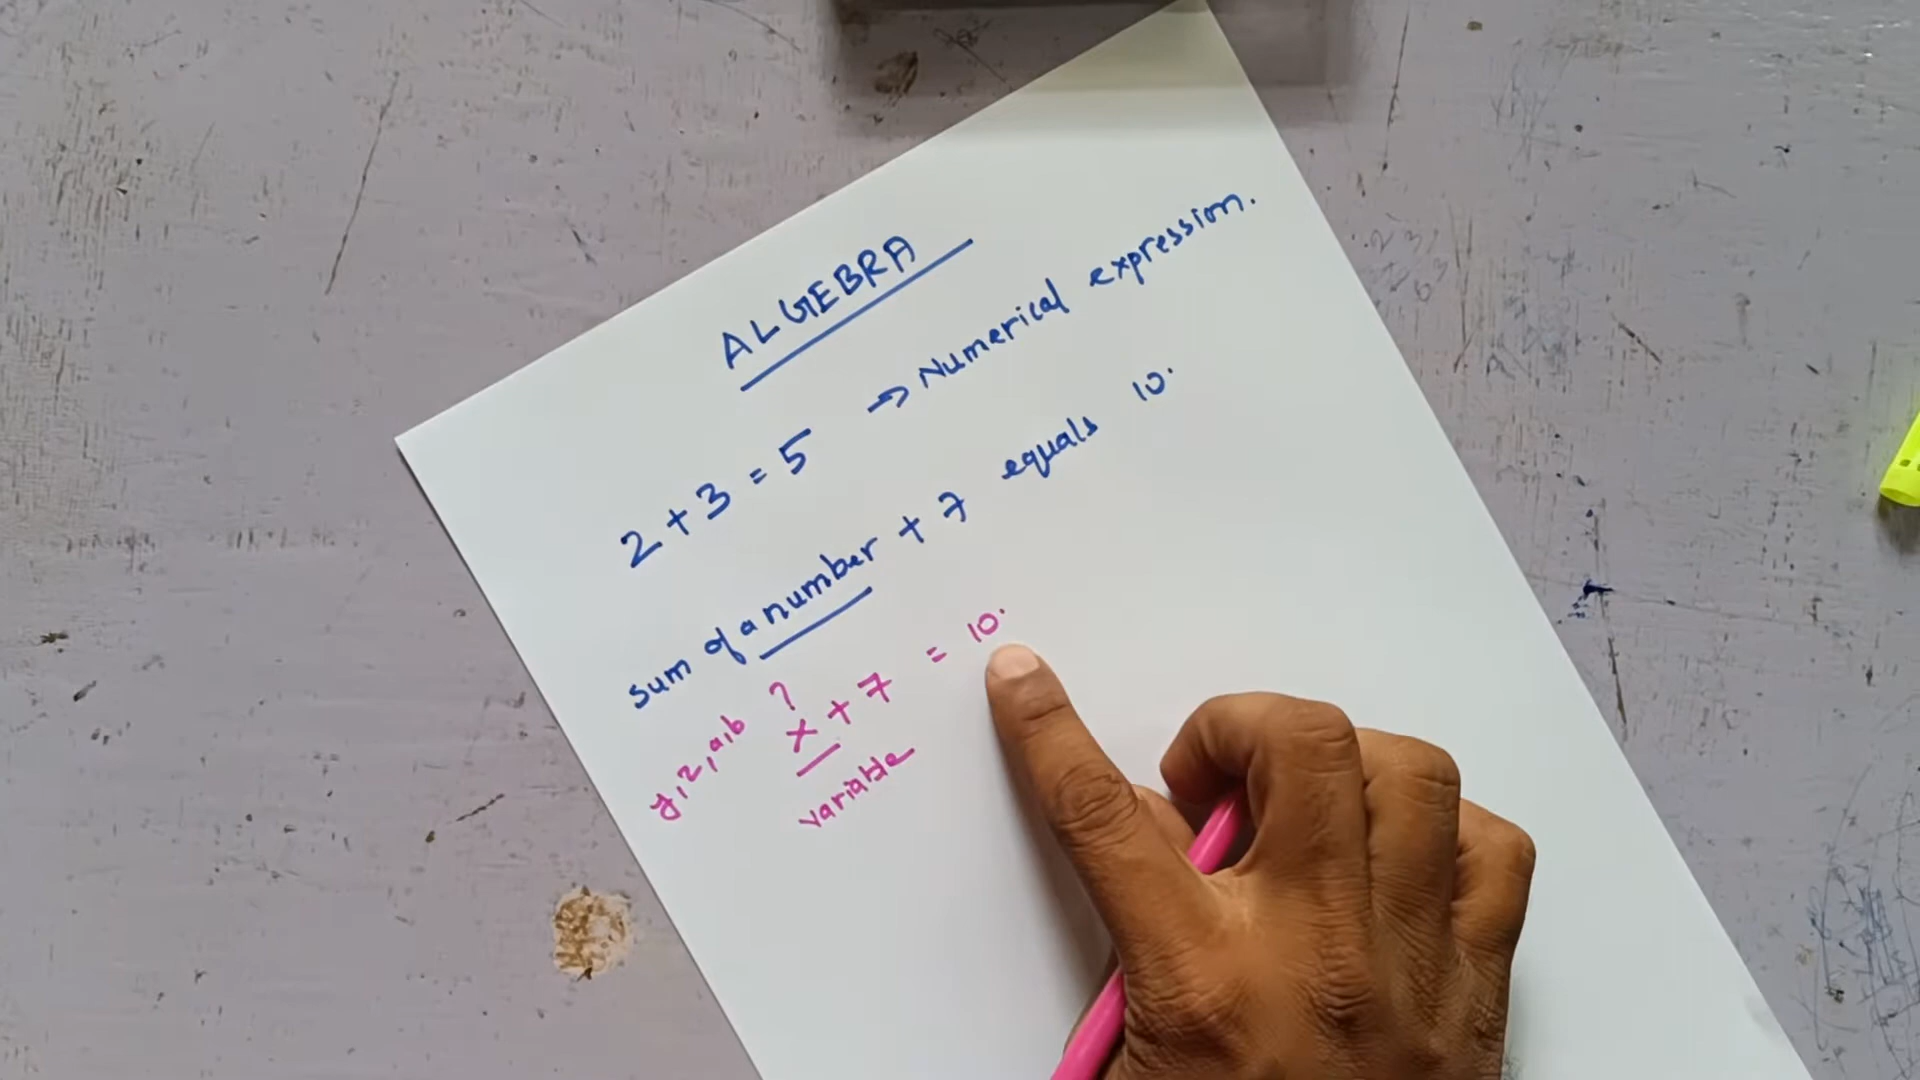 ALGEBRA
2 + 3 = 5 → Numerical expression.
sum of a number + 7 equals 10.
?
x + 7 = 10.
y, z, a, b
variable